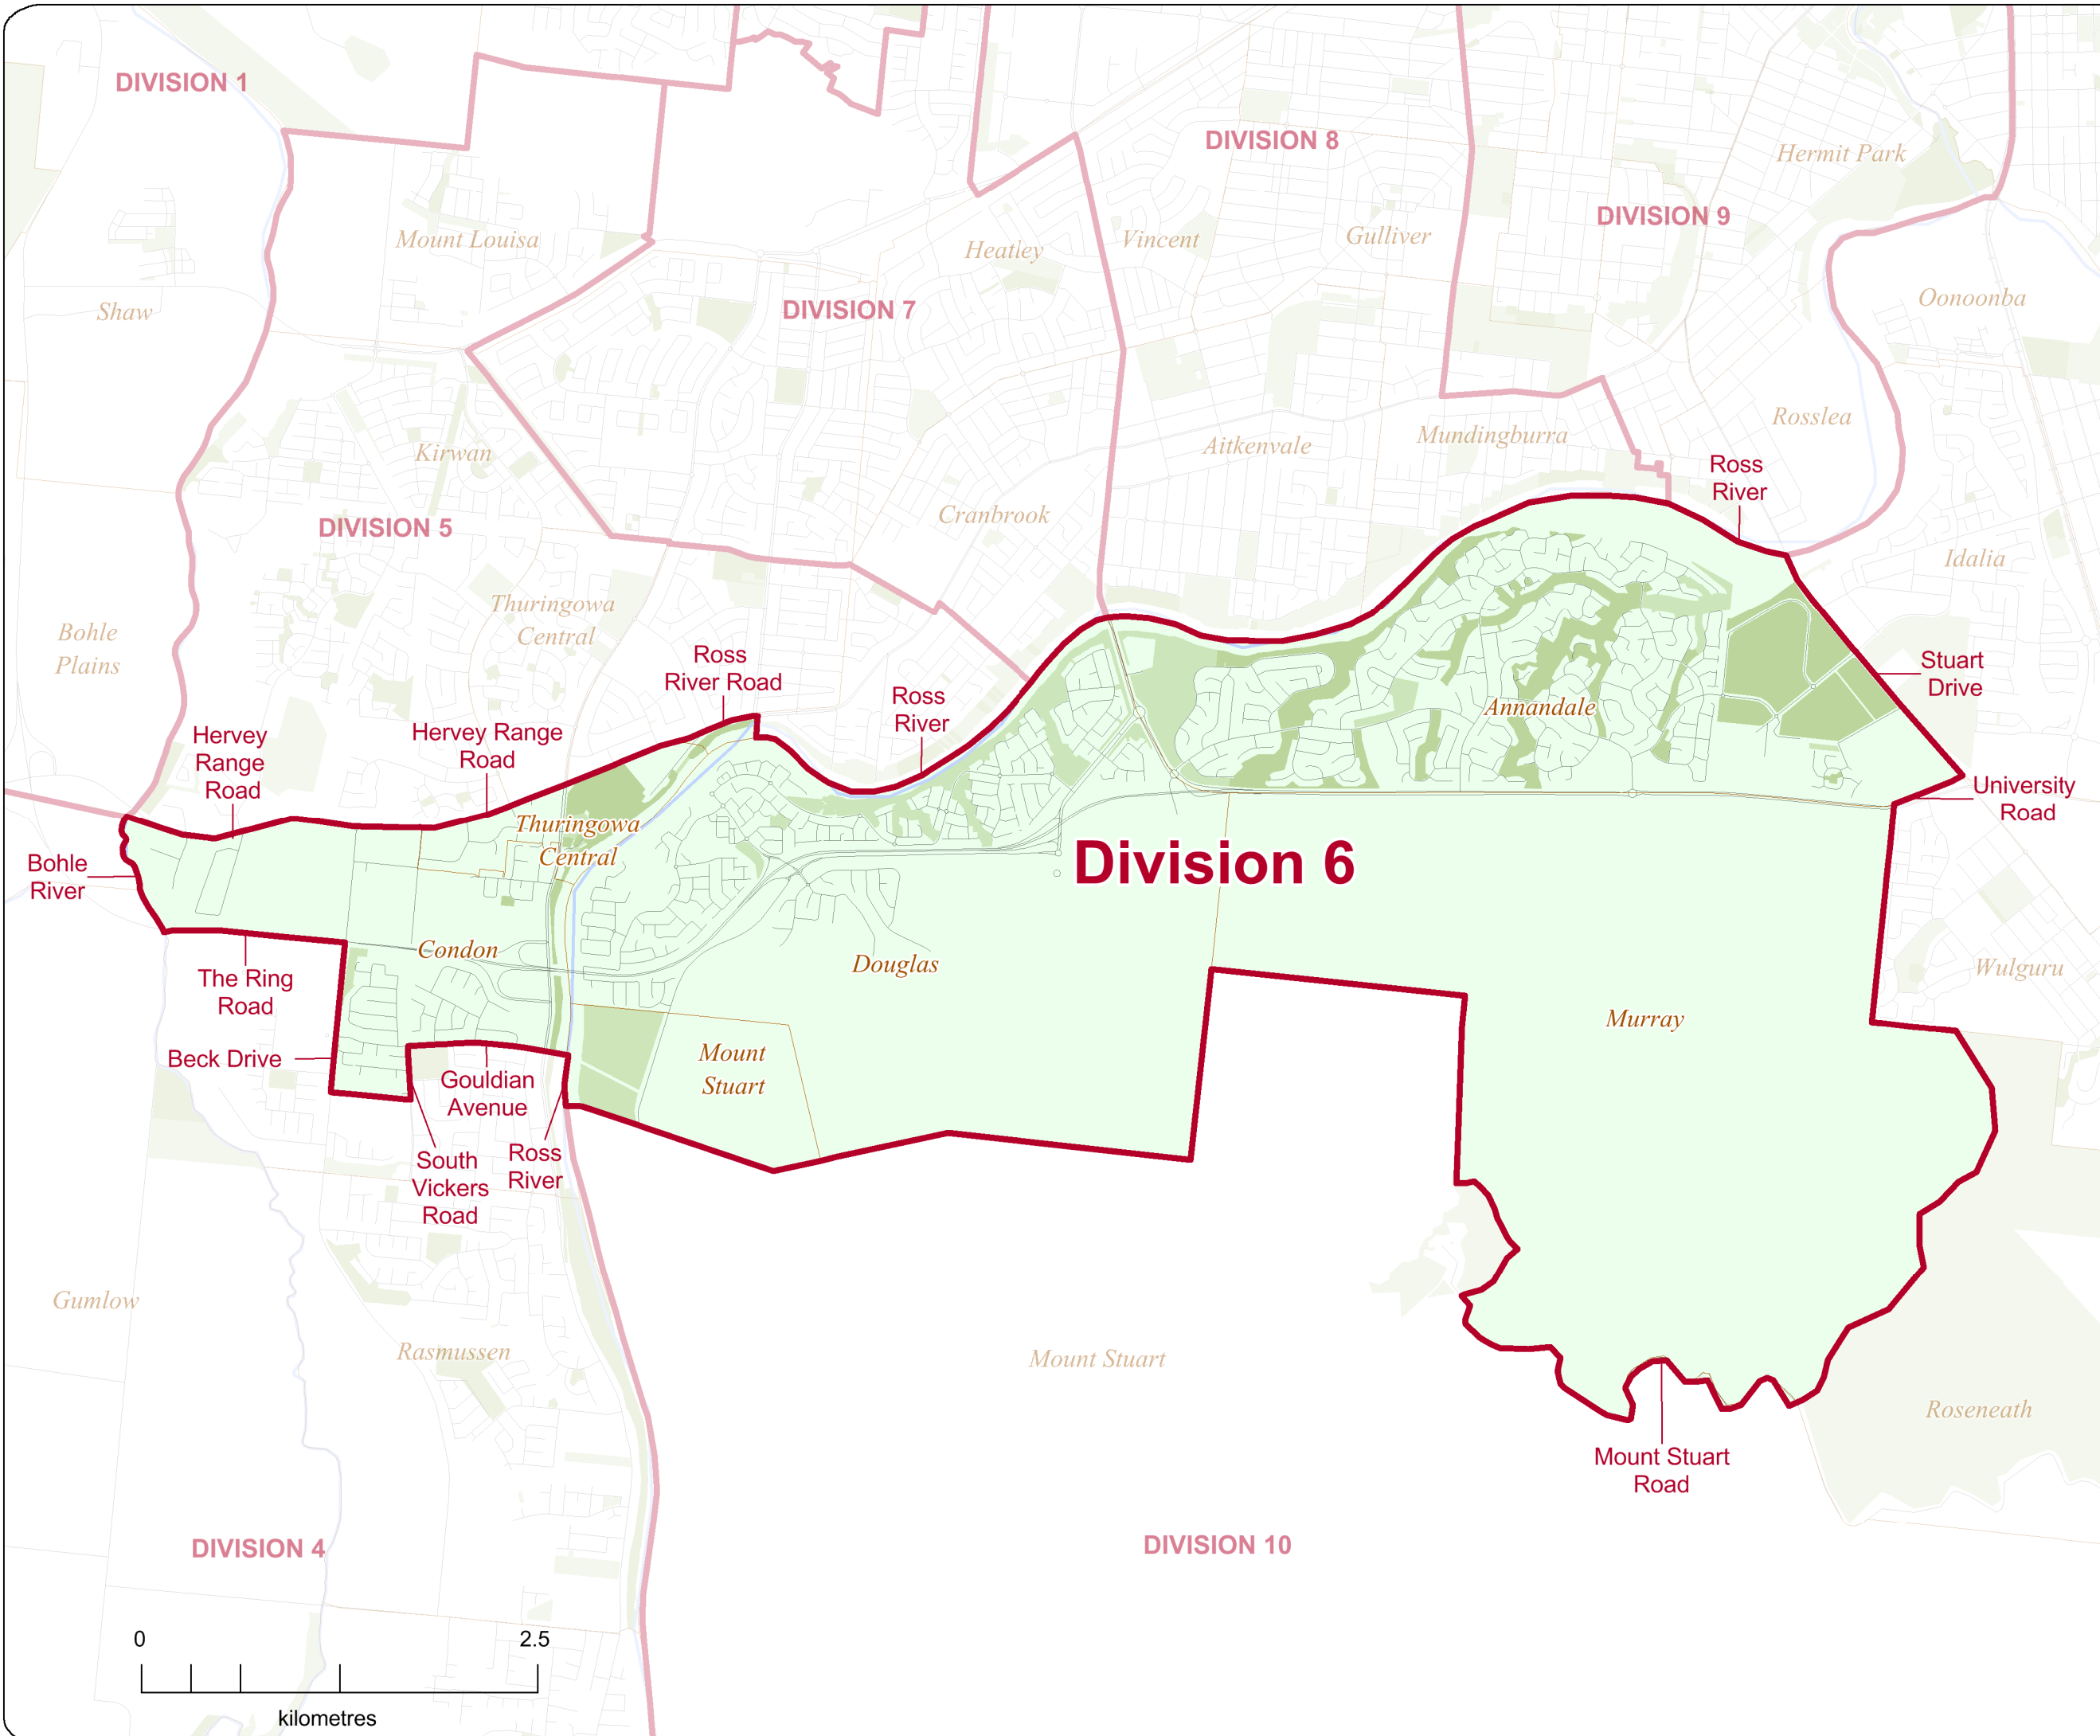 DIVISION 1
DIVISION 8
Hermit Park
DIVISION 9
Mount Louisa
Heatley
Vincent
Gulliver
Shaw
DIVISION 7
Oonoonba
Kirwan
Aitkenvale
Mundingburra
Rosslea
Ross
River
DIVISION 5
Cranbrook
Idalia
Thuringowa
Central
Bohle
Plains
Ross
River Road
Ross
River
Stuart
Drive
Annandale
Hervey
Range
Road
Hervey Range
Road
University
Road
Thuringowa
Central
Division 6
Bohle
River
Condon
Douglas
Wulguru
The Ring
Road
Murray
Beck Drive
Mount
Stuart
Gouldian
Avenue
South
Vickers
Road
Ross
River
Gumlow
Rasmussen
Mount Stuart
Roseneath
Mount Stuart
Road
DIVISION 4
DIVISION 10
0
2.5
kilometres